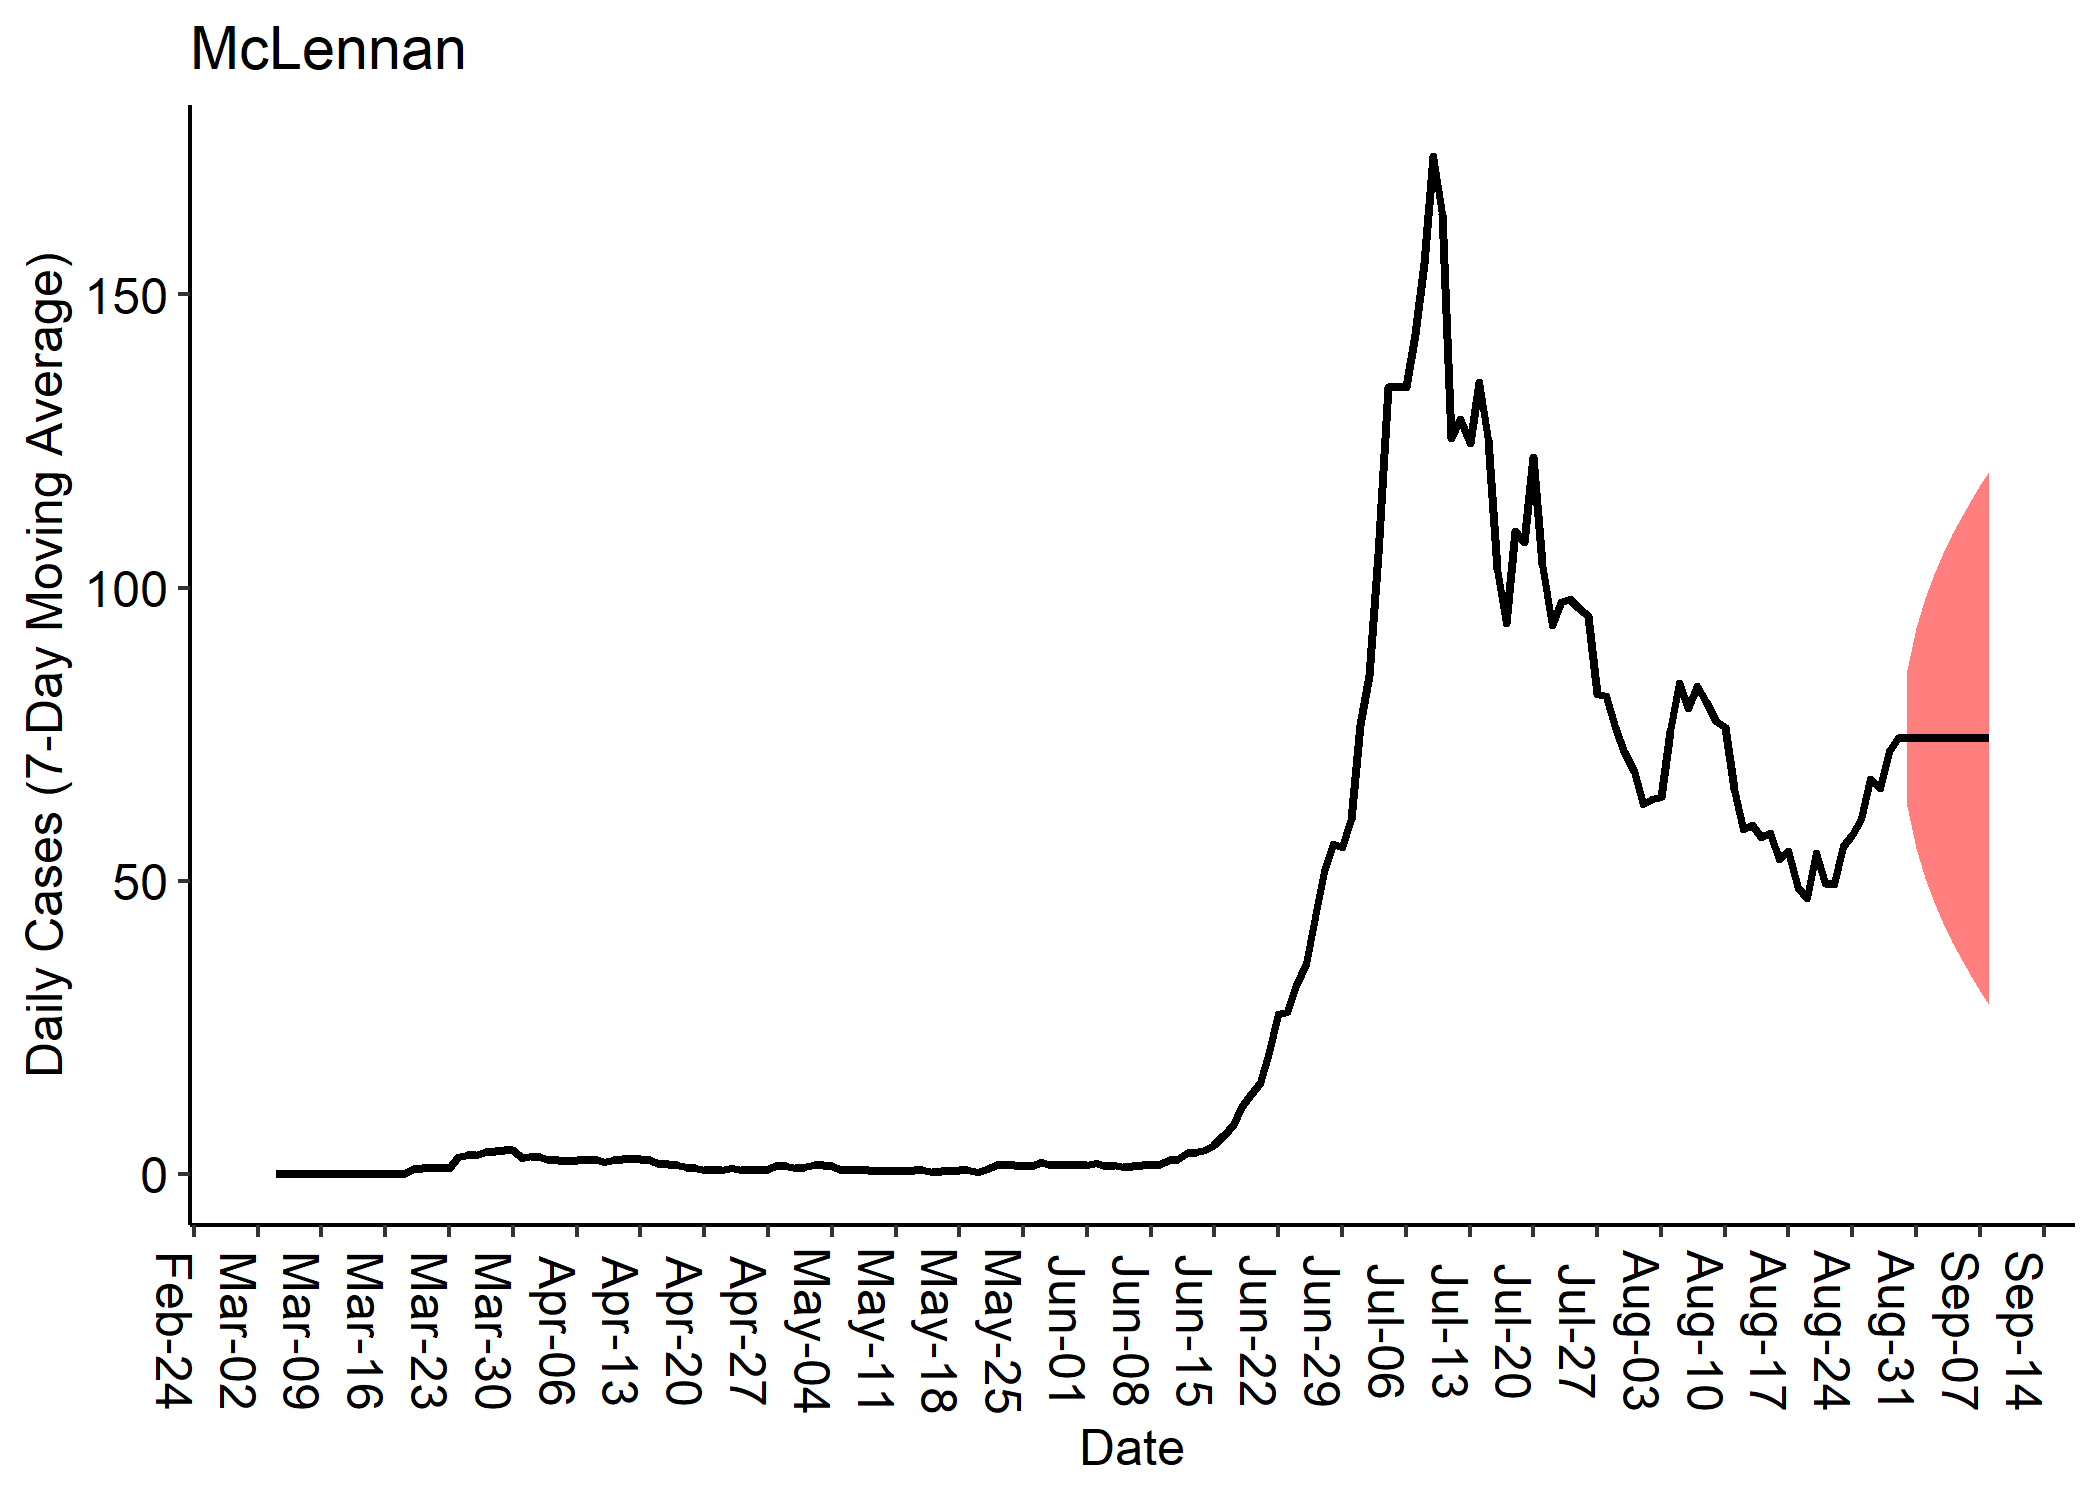 McLennan
Daily Cases (7-Day Moving Average)
150
100
50
0
Feb-24
Mar-02
Mar-09
Mar-16
Mar-23
Mar-30
Apr-06
Apr-13
Apr-20
Apr-27
May-04
May-11
May-18
May-25
Jun-01
Jun-08
Jun-15
Jun-22
Jun-29
Jul-06
Jul-13
Jul-20
Jul-27
Aug-03
Aug-10
Aug-17
Aug-24
Aug-31
Sep-07
Sep-14
Date